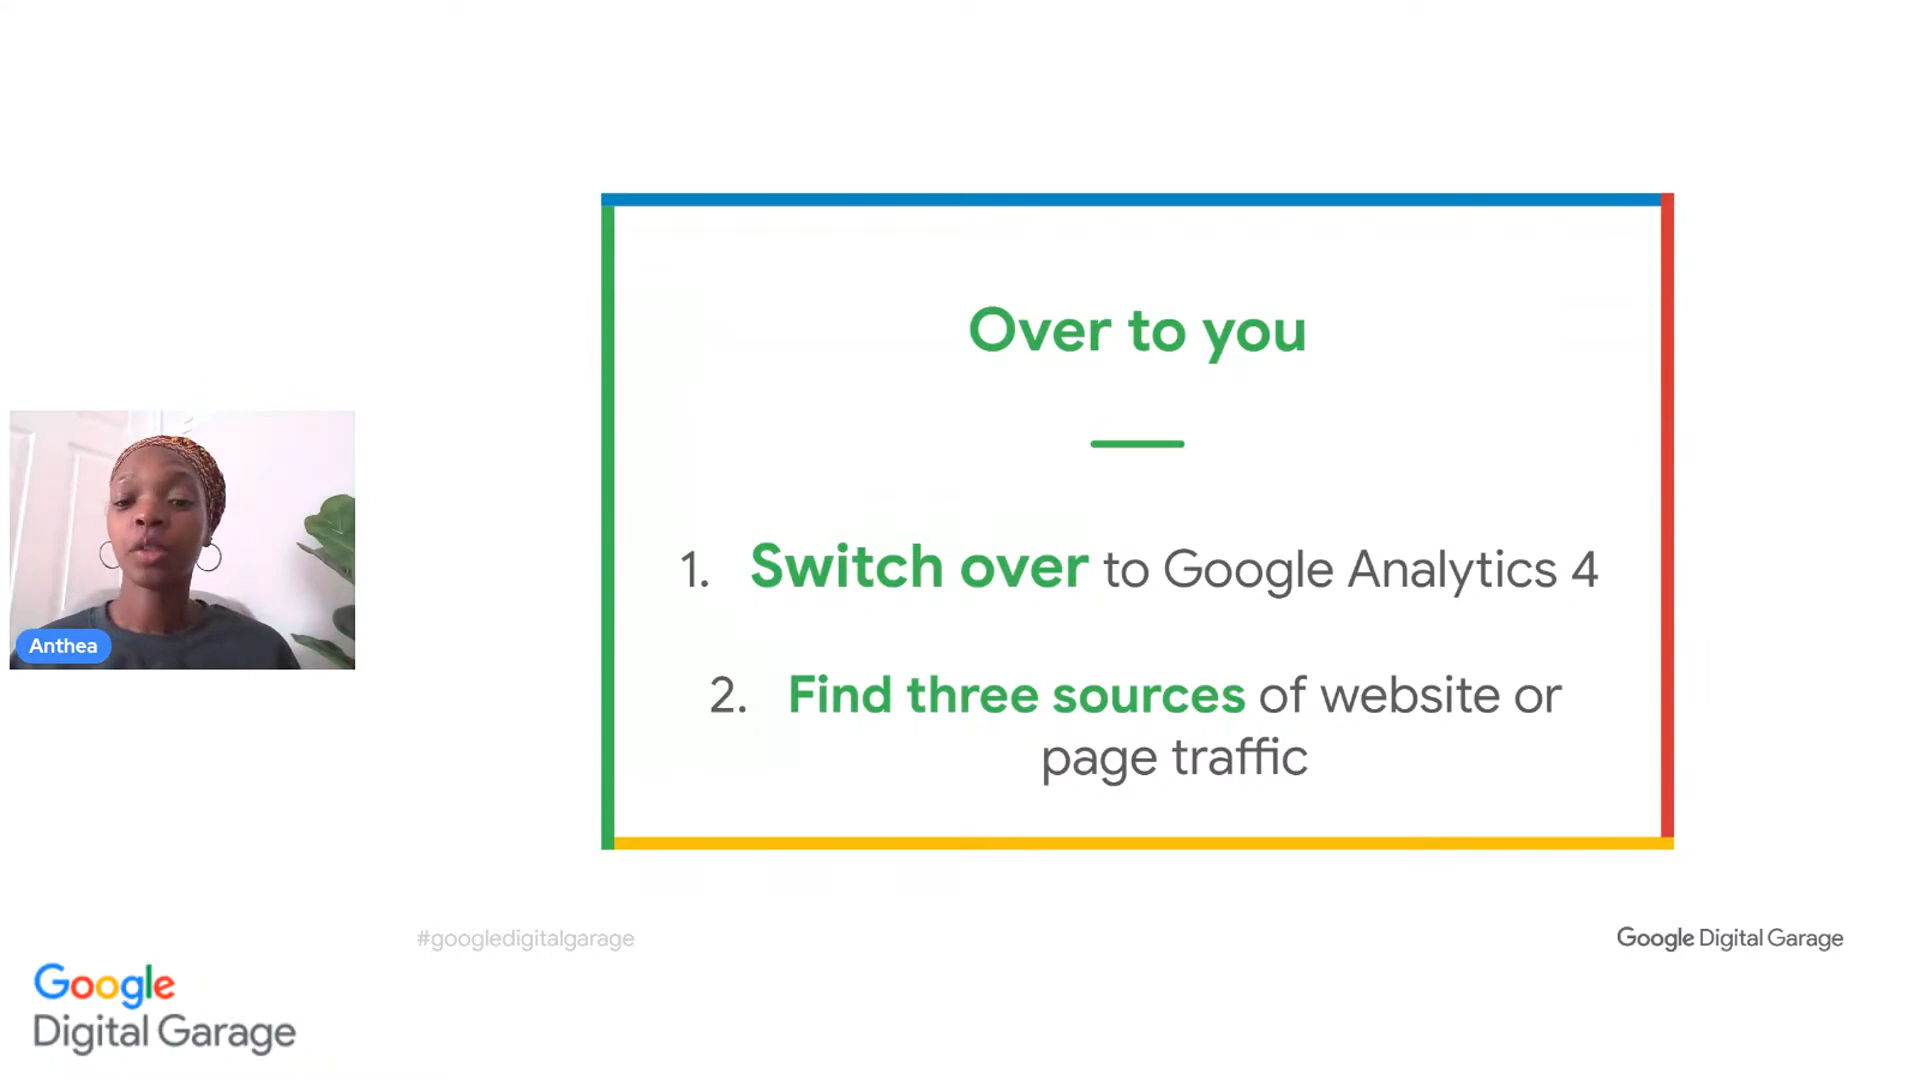 Over to you
1. Switch over to Google Analytics 4
2. Find three sources of website or
page traffic
Anthea
#googledigitalgarage
Google Digital Garage
Google
Digital Garage